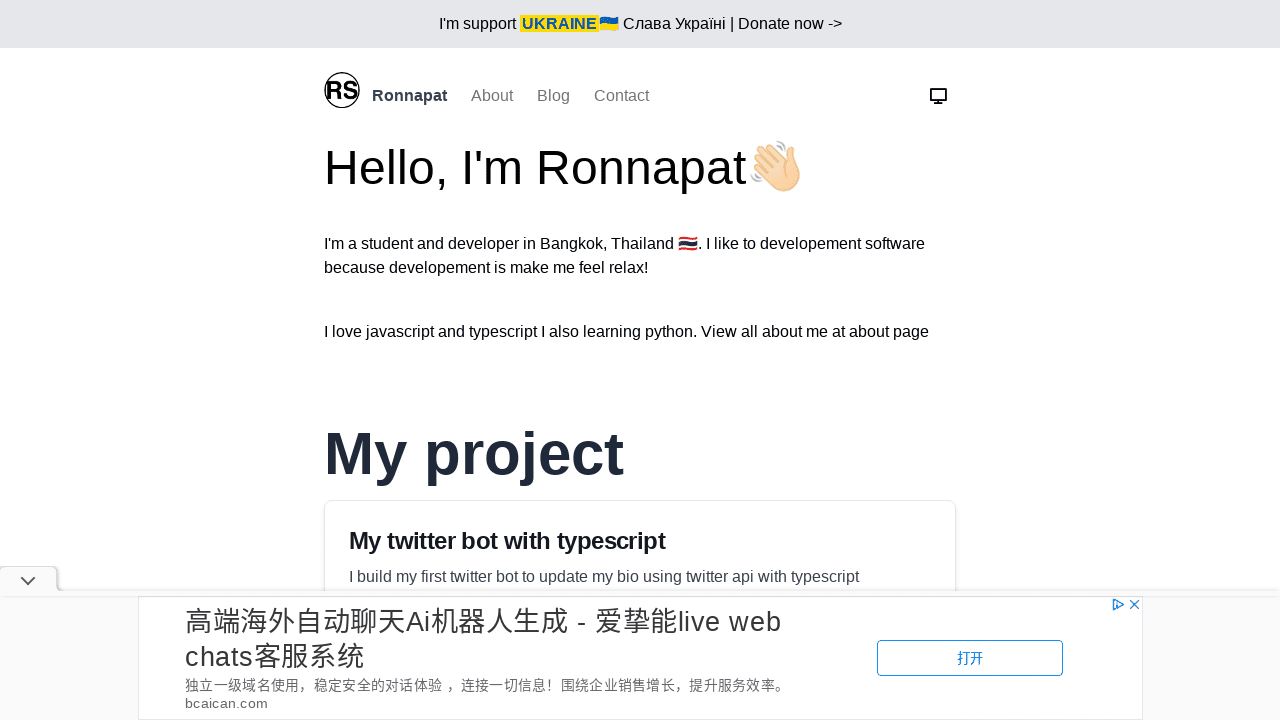 I'm support UKRAINE🇺🇦 Слава Україні | Donate now ->
RS Ronnapat About Blog Contact
Hello, I'm Ronnapat👋🏻
I'm a student and developer in Bangkok, Thailand 🇹🇭. I like to developement software
because developement is make me feel relax!
I love javascript and typescript I also learning python. View all about me at about page
My project
My twitter bot with typescript
I build my first twitter bot to update my bio using twitter api with typescript
高端海外自动聊天Ai机器人生成 - 爱挚能live web
chats客服系统
独立一级域名使用，稳定安全的对话体验 ，连接一切信息！围绕企业销售增长，提升服务效率。
bcaican.com
打开